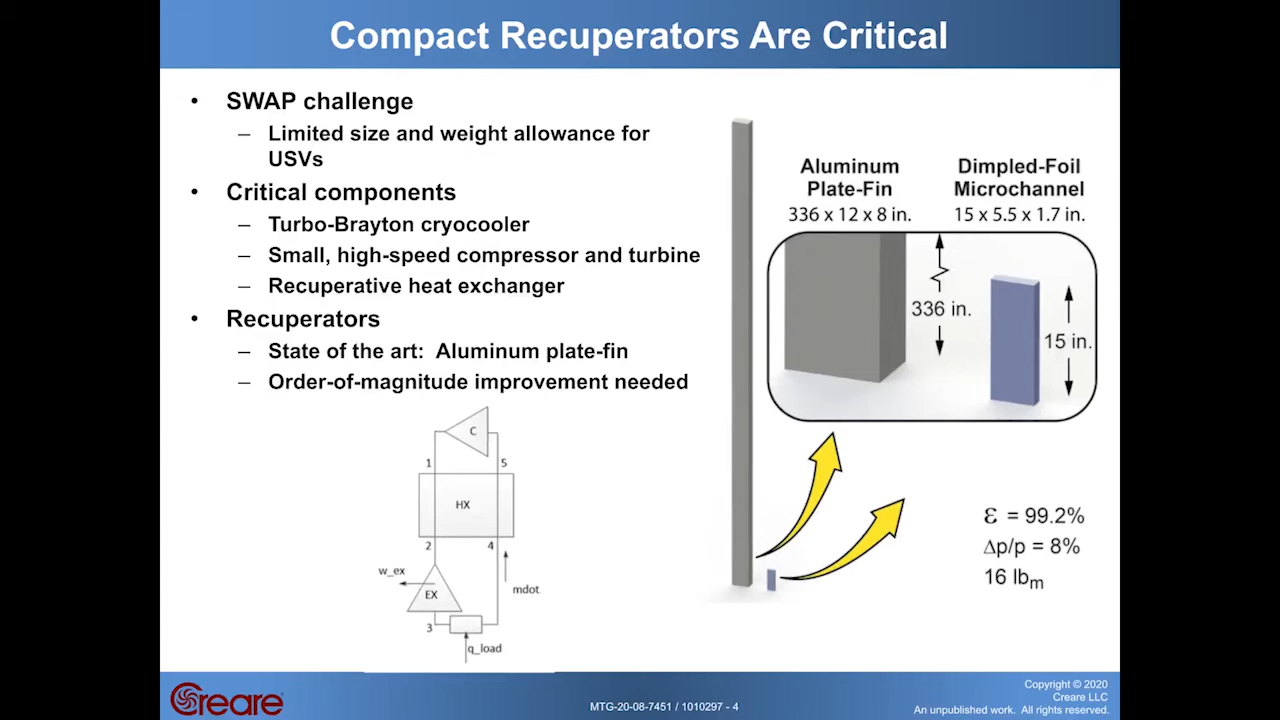 Compact Recuperators Are Critical
• SWAP challenge
– Limited size and weight allowance for
USVs
• Critical components
– Turbo-Brayton cryocooler
– Small, high-speed compressor and turbine
– Recuperative heat exchanger
• Recuperators
– State of the art: Aluminum plate-fin
– Order-of-magnitude improvement needed
C
1
5
HX
2
4
w_ex
EX
mdot
3
q_load
Aluminum
Plate-Fin
336 x 12 x 8 in.
Dimpled-Foil
Microchannel
15 x 5.5 x 1.7 in.
336 in.
15 in.
ε = 99.2%
Δp/p = 8%
16 lbm
Creare
MTG-20-08-7451 / 1010297 - 4
Copyright © 2020
Creare LLC
An unpublished work. All rights reserved.